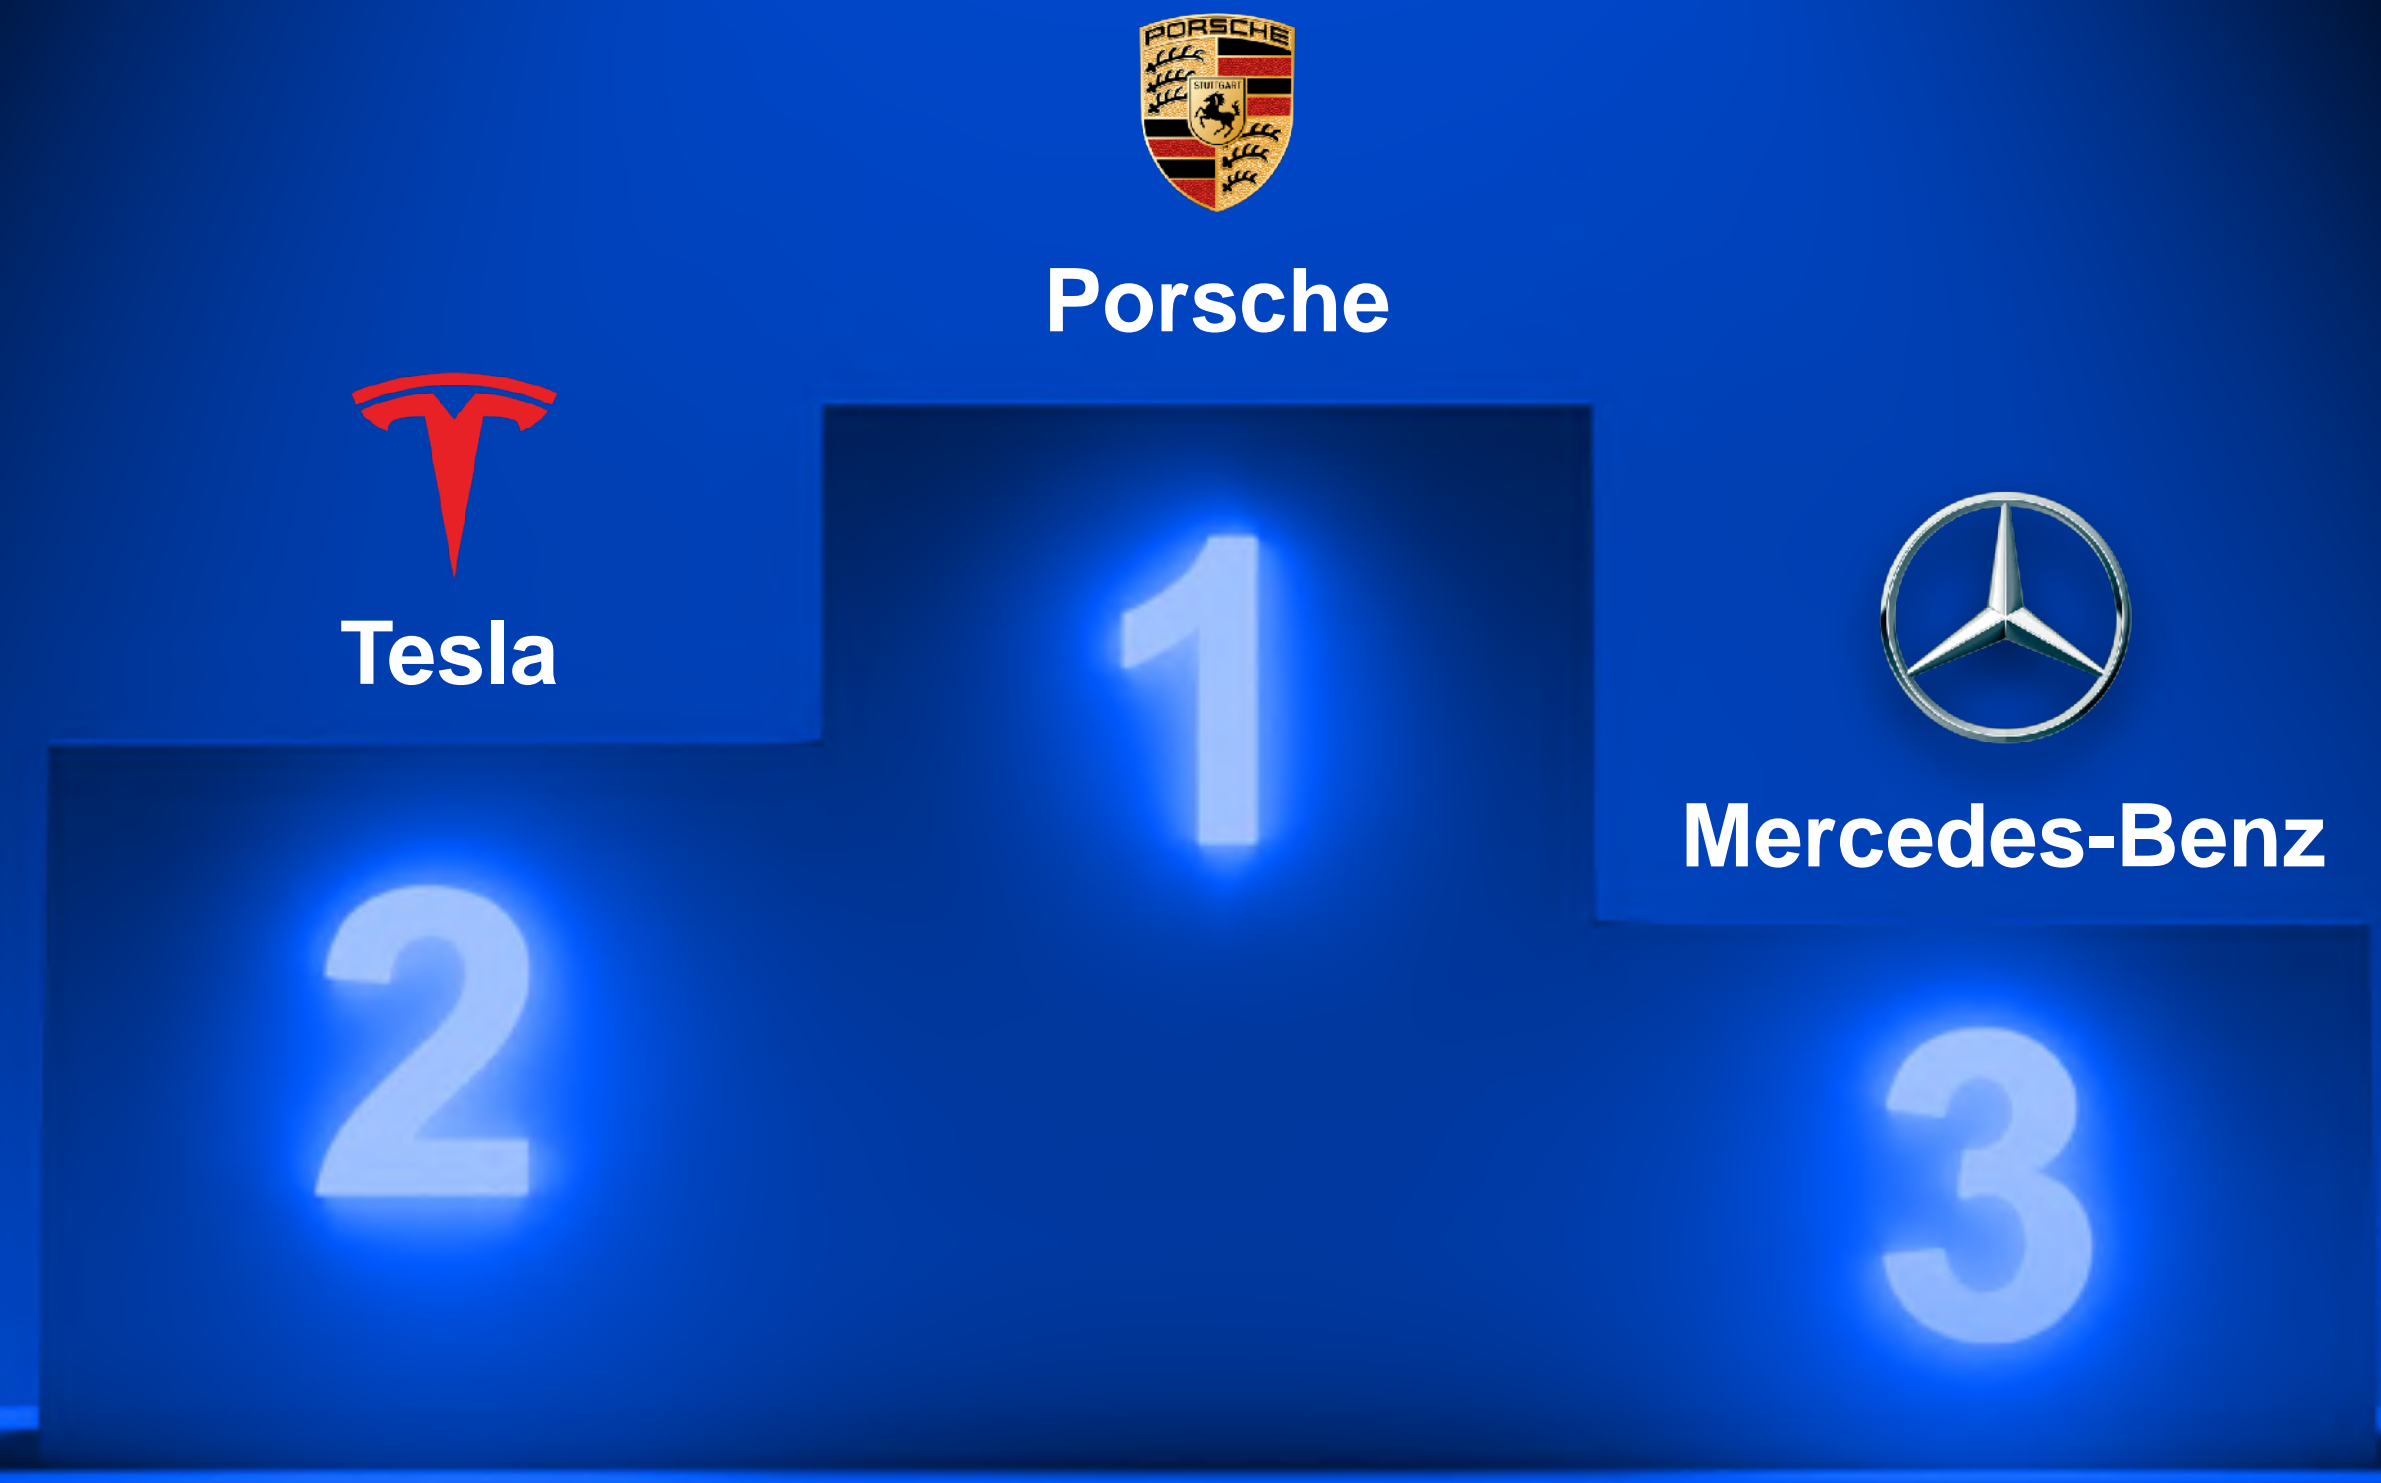 PORSCHE
STUTTGART
Porsche
Tesla
1
Mercedes-Benz
2
3